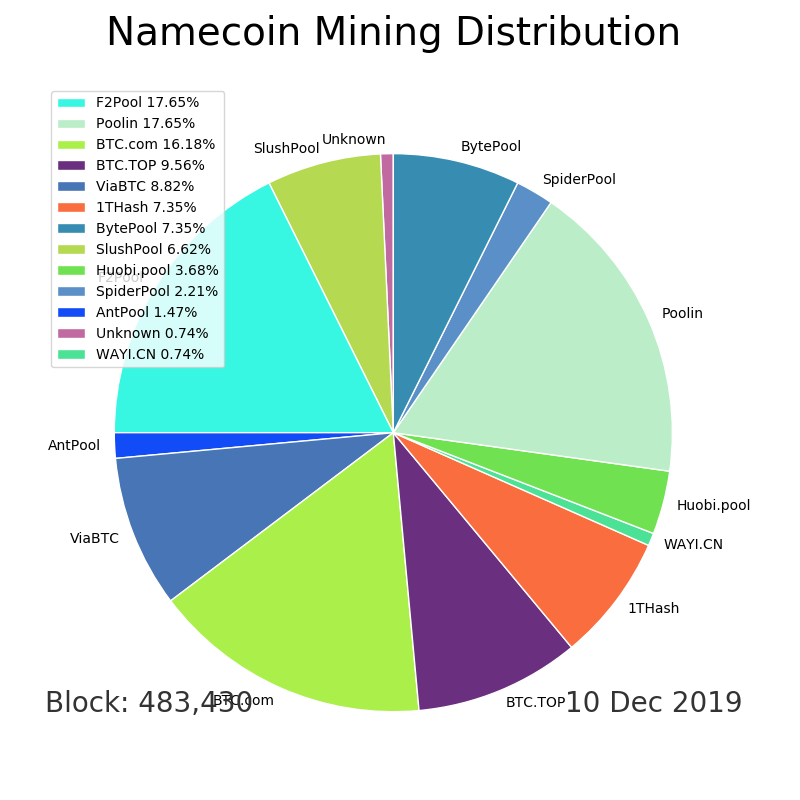 Namecoin Mining Distribution
F2Pool 17.65%
Poolin 17.65%
BTC.com 16.18%
BTC.TOP 9.56%
ViaBTC 8.82%
1THash 7.35%
BytePool 7.35%
SlushPool 6.62%
Huobi.pool 3.68%
SpiderPool 2.21%
AntPool 1.47%
Unknown 0.74%
WAYI.CN 0.74%
Unknown
SlushPool
BytePool
SpiderPool
F2Pool
Poolin
AntPool
Huobi.pool
ViaBTC
WAYI.CN
1THash
BTC.com
BTC.TOP
Block: 483,430
10 Dec 2019